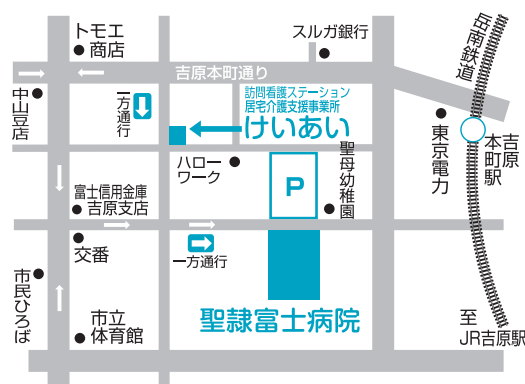 トモエ
商店
スルガ銀行
岳南鉄道
吉原本町通り
中山豆店
一方通行
訪問看護ステーション
居宅介護支援事業所
けいあい
ハロー
ワーク
聖母幼稚園
東京電力
吉原
本町駅
P
富士信用金庫
吉原支店
交番
一方通行
市民ひろば
市立
体育館
聖隷富士病院
至
JR吉原駅